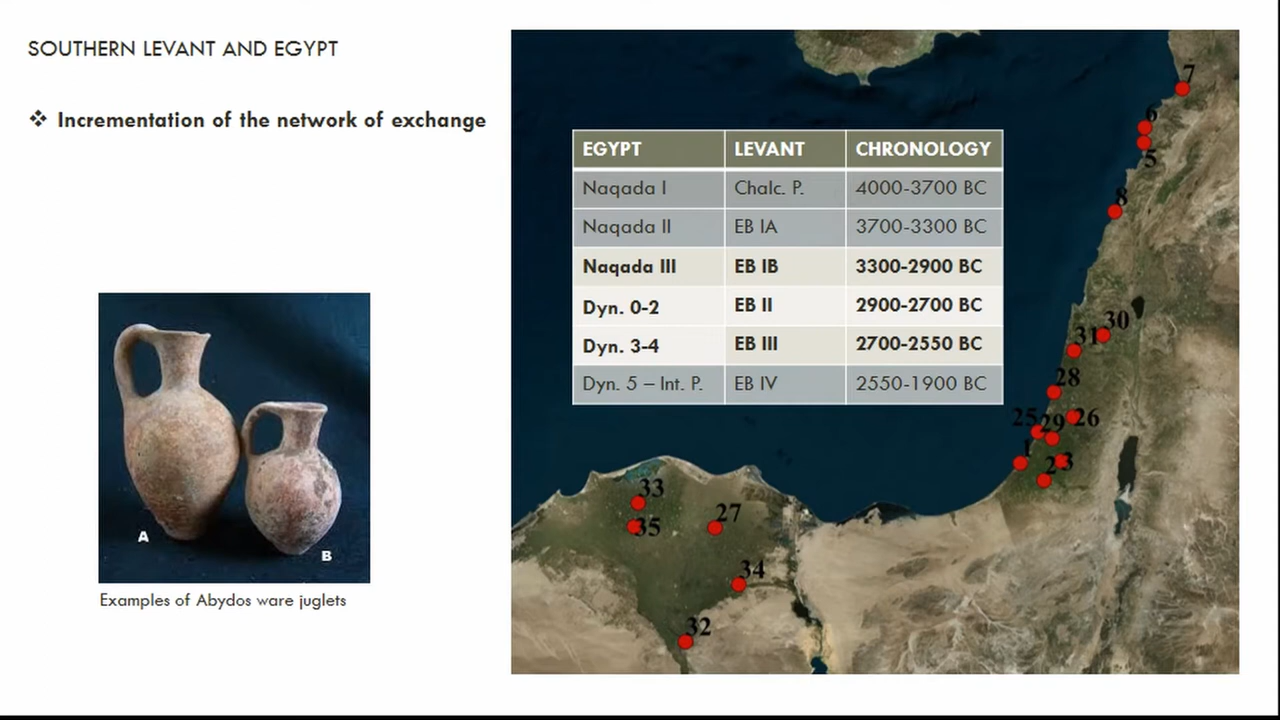 SOUTHERN LEVANT AND EGYPT
❖ Incrementation of the network of exchange
EGYPT LEVANT CHRONOLOGY
Naqada I Chalc. P. 4000-3700 BC
Naqada II EB IA 3700-3300 BC
Naqada III EB IB 3300-2900 BC
Dyn. 0-2 EB II 2900-2700 BC
Dyn. 3-4 EB III 2700-2550 BC
Dyn. 5 – Int. P. EB IV 2550-1900 BC
7
6
5
8
30
31
28
25
29
26
1
2
3
33
35
27
34
32
A
B
Examples of Abydos ware juglets